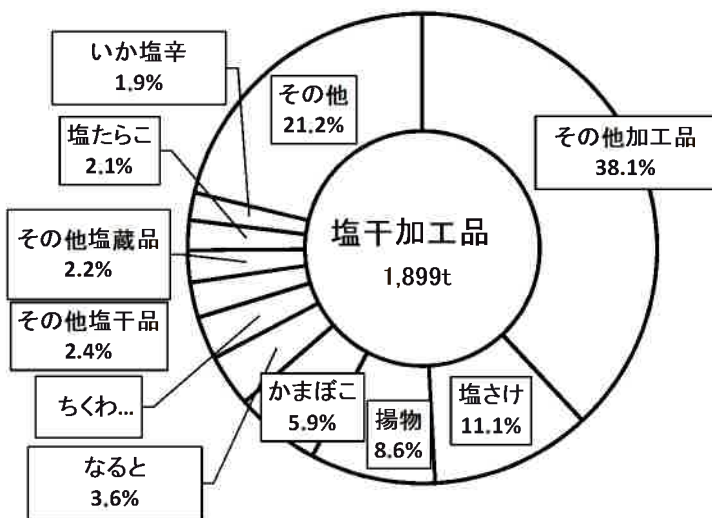 いか塩辛
1.9%
その他
21.2%
その他加工品
38.1%
塩たらこ
2.1%
その他塩蔵品
2.2%
塩干加工品
1,899t
その他塩干品
2.4%
ちくわ...
かまぼこ
5.9%
揚物
8.6%
塩さけ
11.1%
なると
3.6%